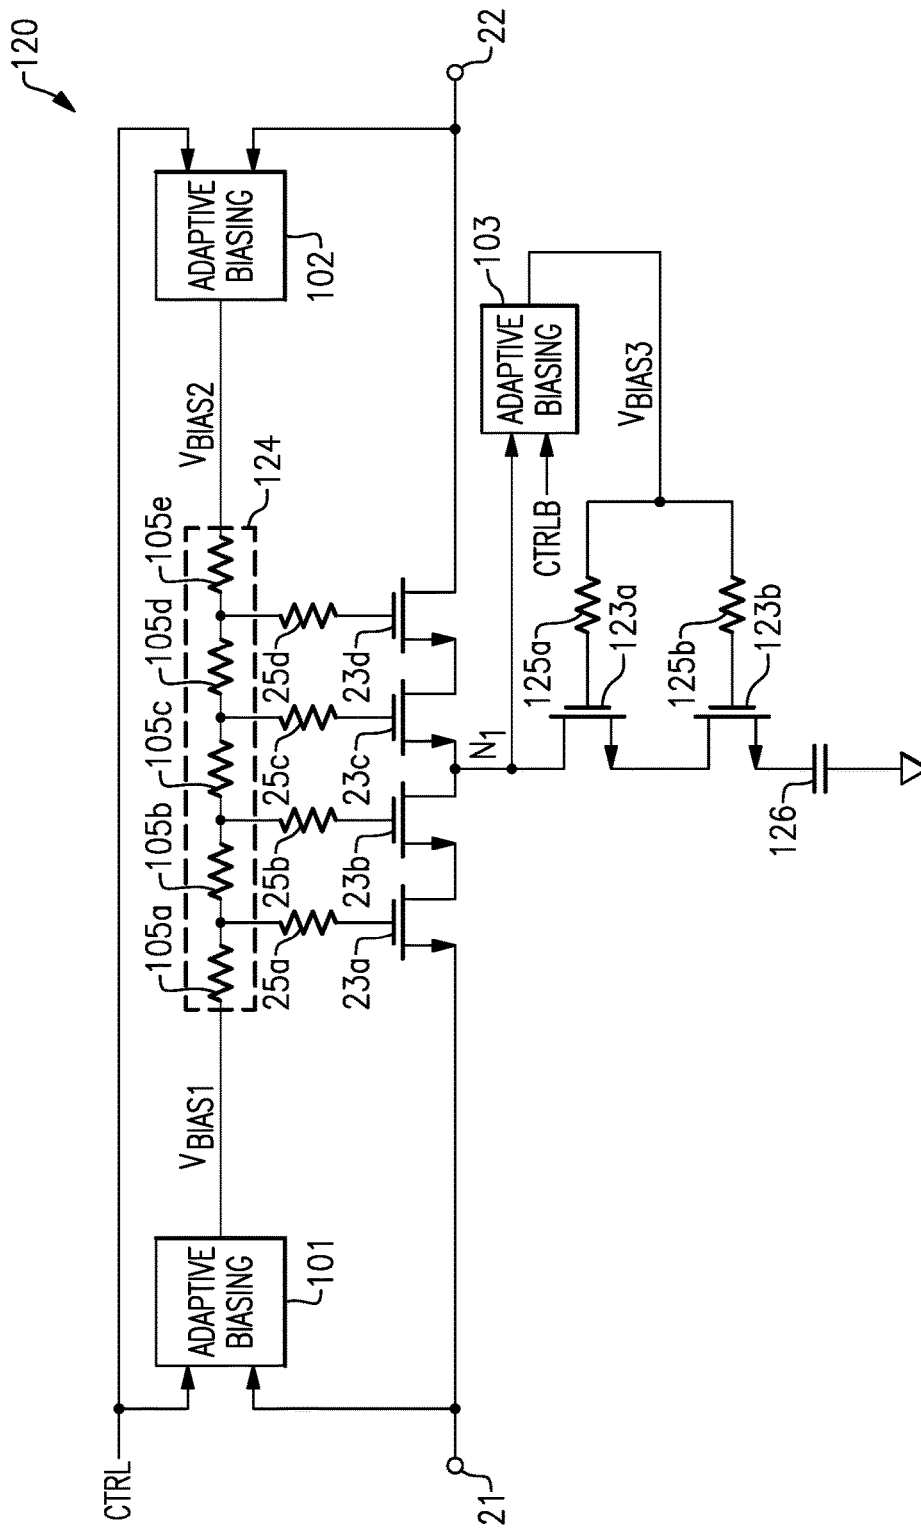 120
CTRL
ADAPTIVE
BIASING
101
VBIAS1
105a
105b
105c
105d
105e
124
VBIAS2
ADAPTIVE
BIASING
102
25a
25b
25c
25d
23a
23b
23c
23d
21
22
N1
ADAPTIVE
BIASING
103
CTRLB
VBIAS3
125a
123a
125b
123b
126